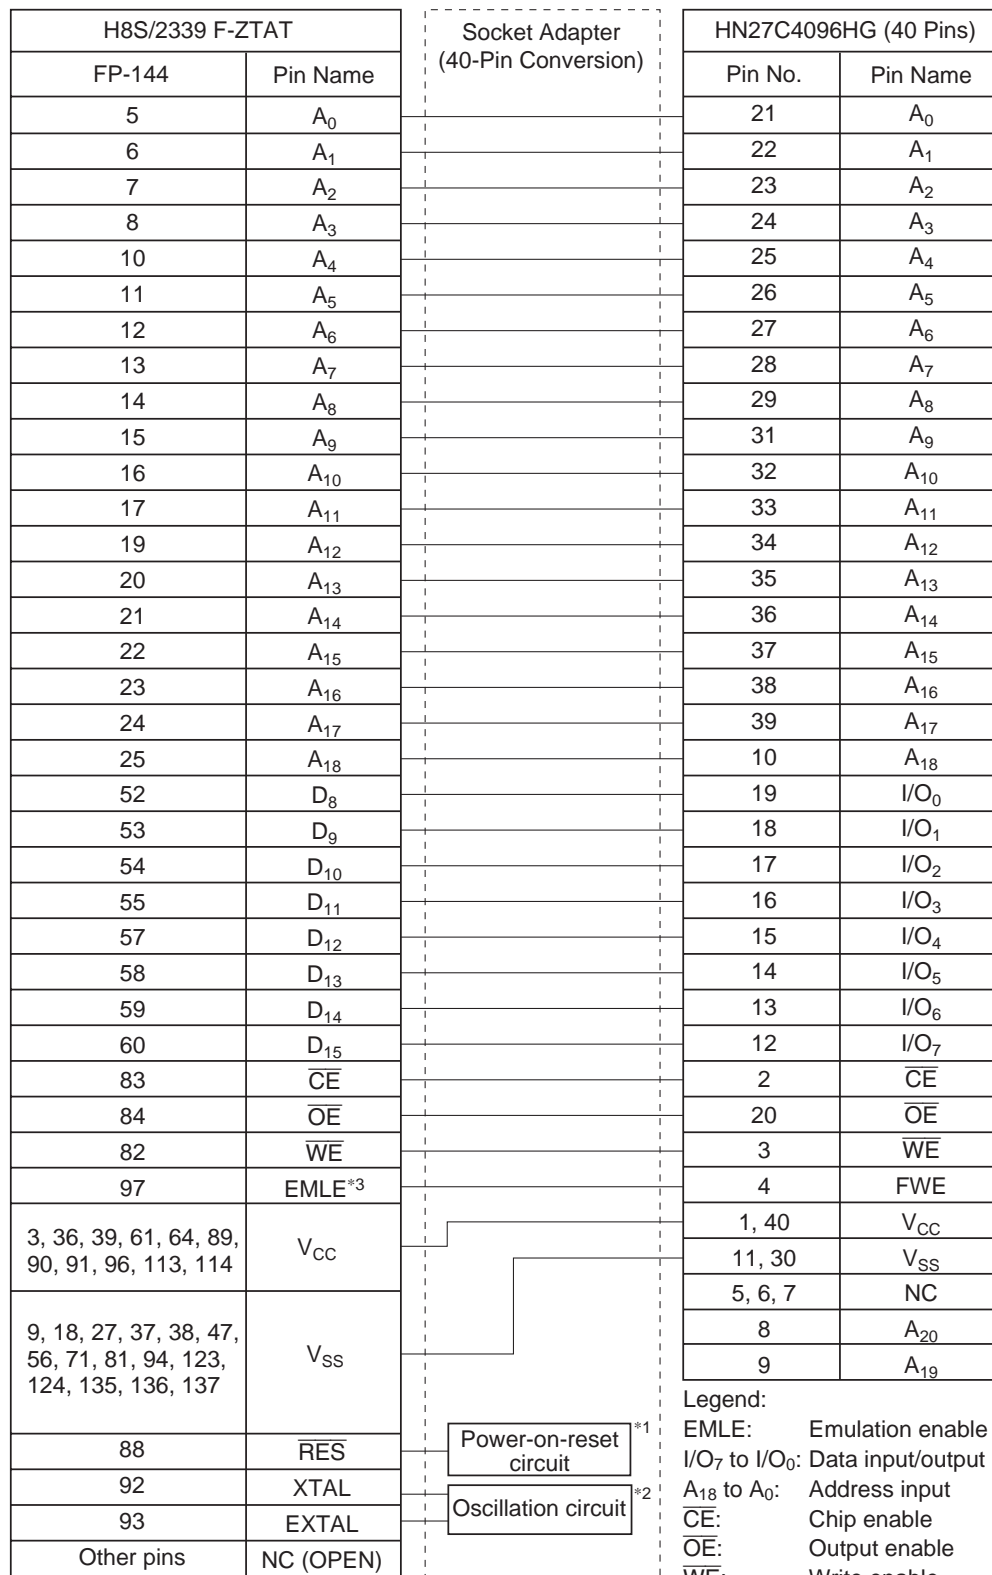 H8S/2339 F-ZTAT Socket Adapter HN27C4096HG (40 Pins)
FP-144 Pin Name (40-Pin Conversion) Pin No. Pin Name
5 A0 21 A0
6 A1 22 A1
7 A2 23 A2
8 A3 24 A3
10 A4 25 A4
11 A5 26 A5
12 A6 27 A6
13 A7 28 A7
14 A8 29 A8
15 A9 31 A9
16 A10 32 A10
17 A11 33 A11
19 A12 34 A12
20 A13 35 A13
21 A14 36 A14
22 A15 37 A15
23 A16 38 A16
24 A17 39 A17
25 A18 10 A18
52 D8 19 I/O0
53 D9 18 I/O1
54 D10 17 I/O2
55 D11 16 I/O3
57 D12 15 I/O4
58 D13 14 I/O5
59 D14 13 I/O6
60 D15 12 I/O7
83 C̅E̅ 2 C̅E̅
84 O̅E̅ 20 O̅E̅
82 W̅E̅ 3 W̅E̅
97 EMLE*3 4 FWE
3, 36, 39, 61, 64, 89, VCC 1, 40 VCC
90, 91, 96, 113, 114 11, 30 VSS
5, 6, 7 NC
9, 18, 27, 37, 38, 47, 8 A20
56, 71, 81, 94, 123, VSS 9 A19
124, 135, 136, 137
Legend:
88 R̅E̅S̅ Power-on-reset *1 EMLE: Emulation enable
circuit I/O7 to I/O0: Data input/output
92 XTAL Oscillation circuit *2 A18 to A0: Address input
93 EXTAL C̅E̅: Chip enable
Other pins NC (OPEN) O̅E̅: Output enable
W̅E̅: Write enable